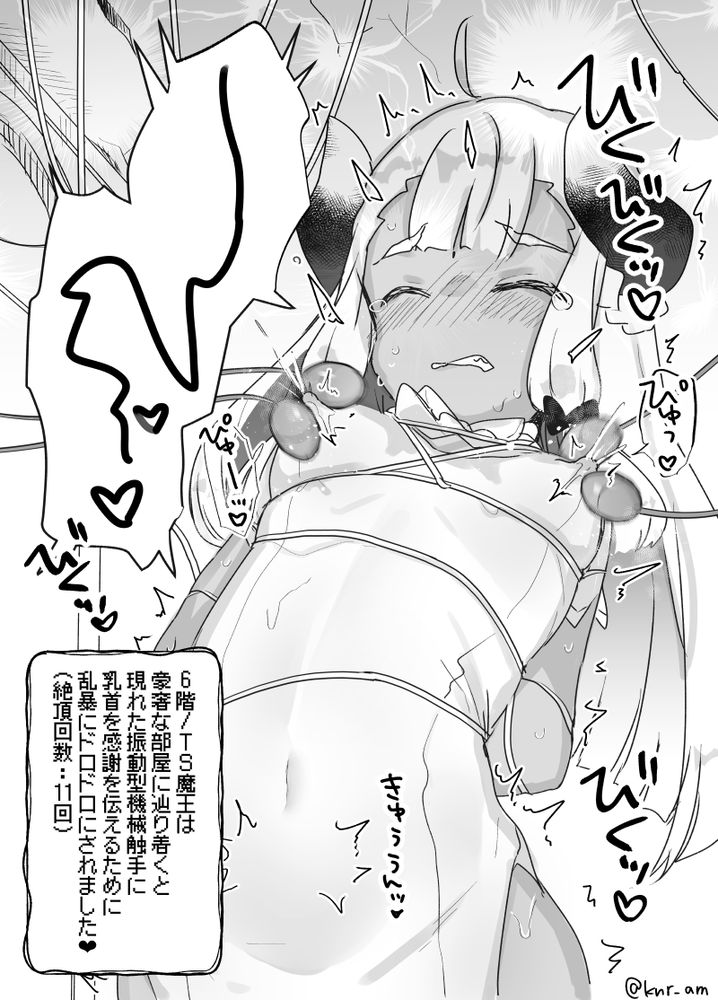 びくびくッ♡
ぴゅっ♡
ぴゅーっ♡
びくッ♡
6階/TS魔王は
豪奢な部屋に辿り着くと
現れた振動型機械触手に
乳首を感謝を伝えるために
乱暴にドロドロにされました♥
(絶頂回数:11回)
きゅううんッ♡
びくッ♡
@knr_am